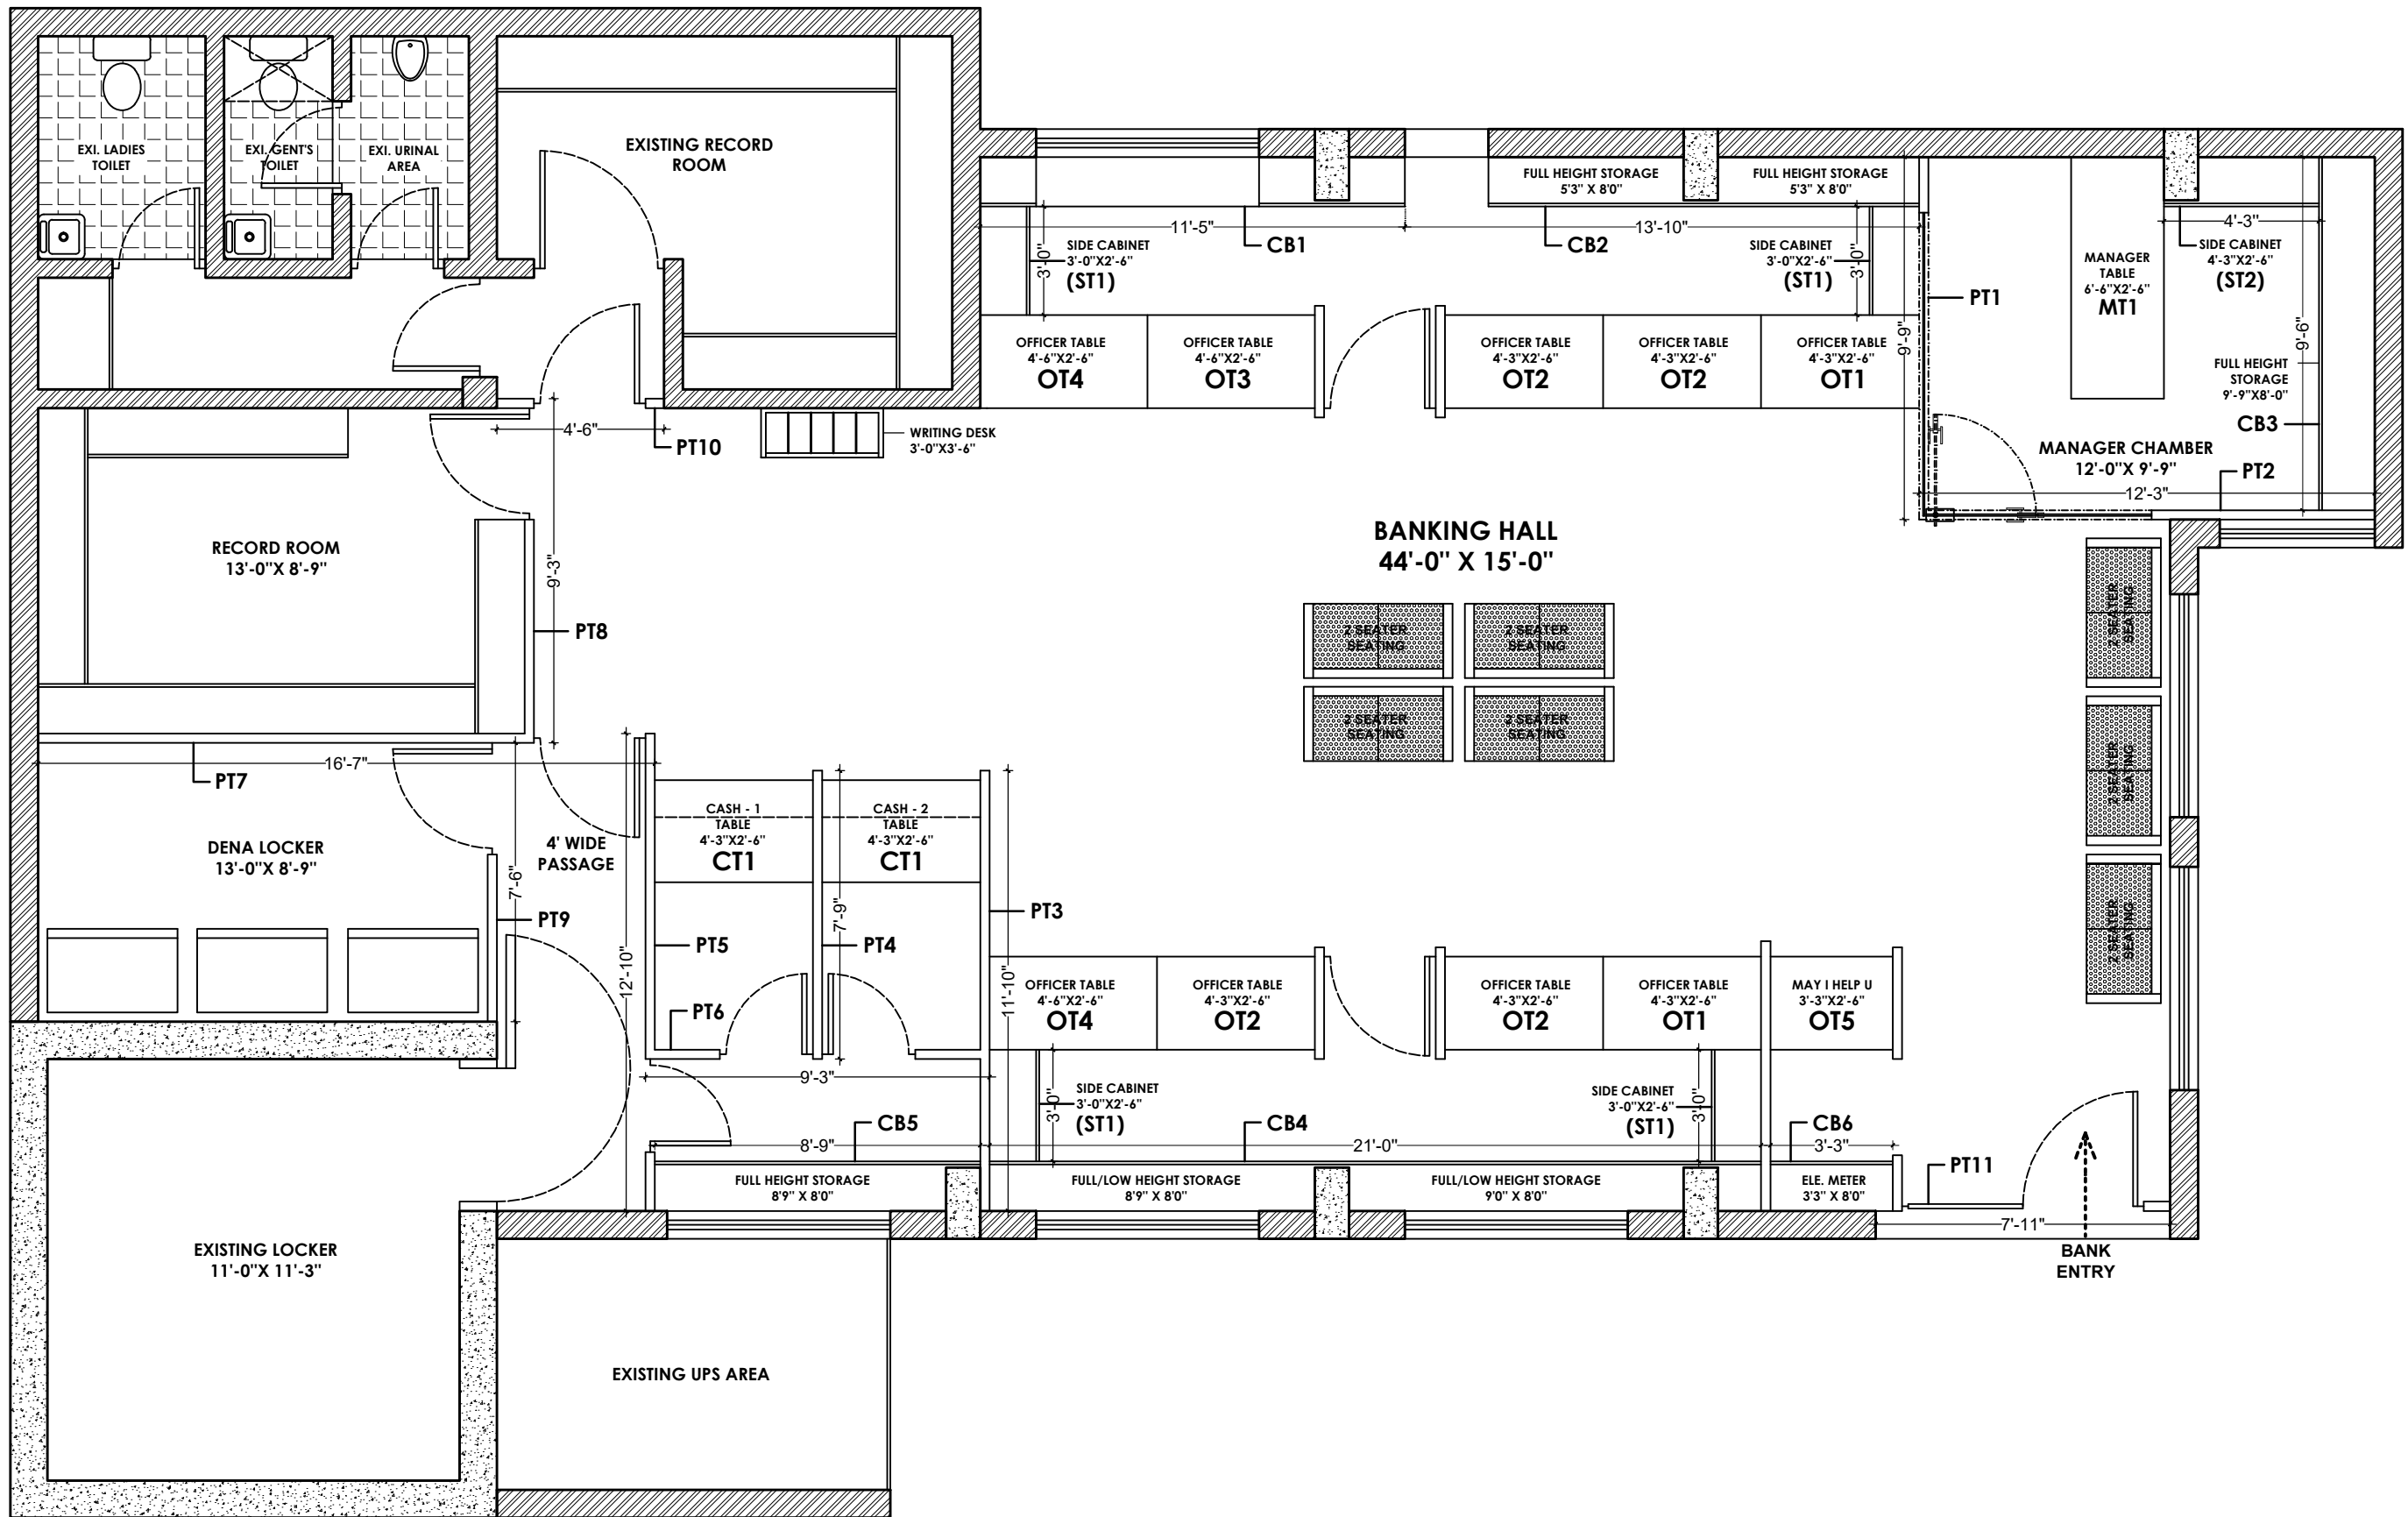 EXI. LADIES
TOILET
EXI. GENT'S
TOILET
EXI. URINAL
AREA
EXISTING RECORD
ROOM
FULL HEIGHT STORAGE
5'3" X 8'0"
FULL HEIGHT STORAGE
5'3" X 8'0"
11'-5"
CB1
CB2
13'-10"
SIDE CABINET
3'-0"X2'-6"
(ST1)
3'-0"
SIDE CABINET
3'-0"X2'-6"
(ST1)
3'-0"
4'-3"
SIDE CABINET
4'-3"X2'-6"
(ST2)
MANAGER
TABLE
6'-6"X2'-6"
MT1
PT1
9'-9"
9'-6"
OFFICER TABLE
4'-6"X2'-6"
OT4
OFFICER TABLE
4'-6"X2'-6"
OT3
OFFICER TABLE
4'-3"X2'-6"
OT2
OFFICER TABLE
4'-3"X2'-6"
OT2
OFFICER TABLE
4'-3"X2'-6"
OT1
FULL HEIGHT
STORAGE
9'-9"X8'-0"
CB3
4'-6"
PT10
WRITING DESK
3'-0"X3'-6"
MANAGER CHAMBER
12'-0"X 9'-9"
PT2
12'-3"
BANKING HALL
44'-0" X 15'-0"
RECORD ROOM
13'-0"X 8'-9"
9'-3"
PT8
2 SEATER
SEATING
2 SEATER
SEATING
2 SEATER
SEATING
2 SEATER
SEATING
2 SEATER
SEATING
2 SEATER
SEATING
2 SEATER
SEATING
16'-7"
PT7
DENA LOCKER
13'-0"X 8'-9"
4' WIDE
PASSAGE
7'-6"
PT9
CASH - 1
TABLE
4'-3"X2'-6"
CT1
CASH - 2
TABLE
4'-3"X2'-6"
CT1
PT5
7'-9"
PT4
PT3
12'-10"
11'-10"
PT6
OFFICER TABLE
4'-6"X2'-6"
OT4
OFFICER TABLE
4'-3"X2'-6"
OT2
OFFICER TABLE
4'-3"X2'-6"
OT2
OFFICER TABLE
4'-3"X2'-6"
OT1
MAY I HELP U
3'-3"X2'-6"
OT5
9'-3"
3'-0"
SIDE CABINET
3'-0"X2'-6"
(ST1)
SIDE CABINET
3'-0"X2'-6"
(ST1)
3'-0"
CB5
8'-9"
CB4
21'-0"
CB6
3'-3"
FULL HEIGHT STORAGE
8'9" X 8'0"
FULL/LOW HEIGHT STORAGE
8'9" X 8'0"
FULL/LOW HEIGHT STORAGE
9'0" X 8'0"
ELE. METER
3'3" X 8'0"
PT11
7'-11"
BANK
ENTRY
EXISTING LOCKER
11'-0"X 11'-3"
EXISTING UPS AREA